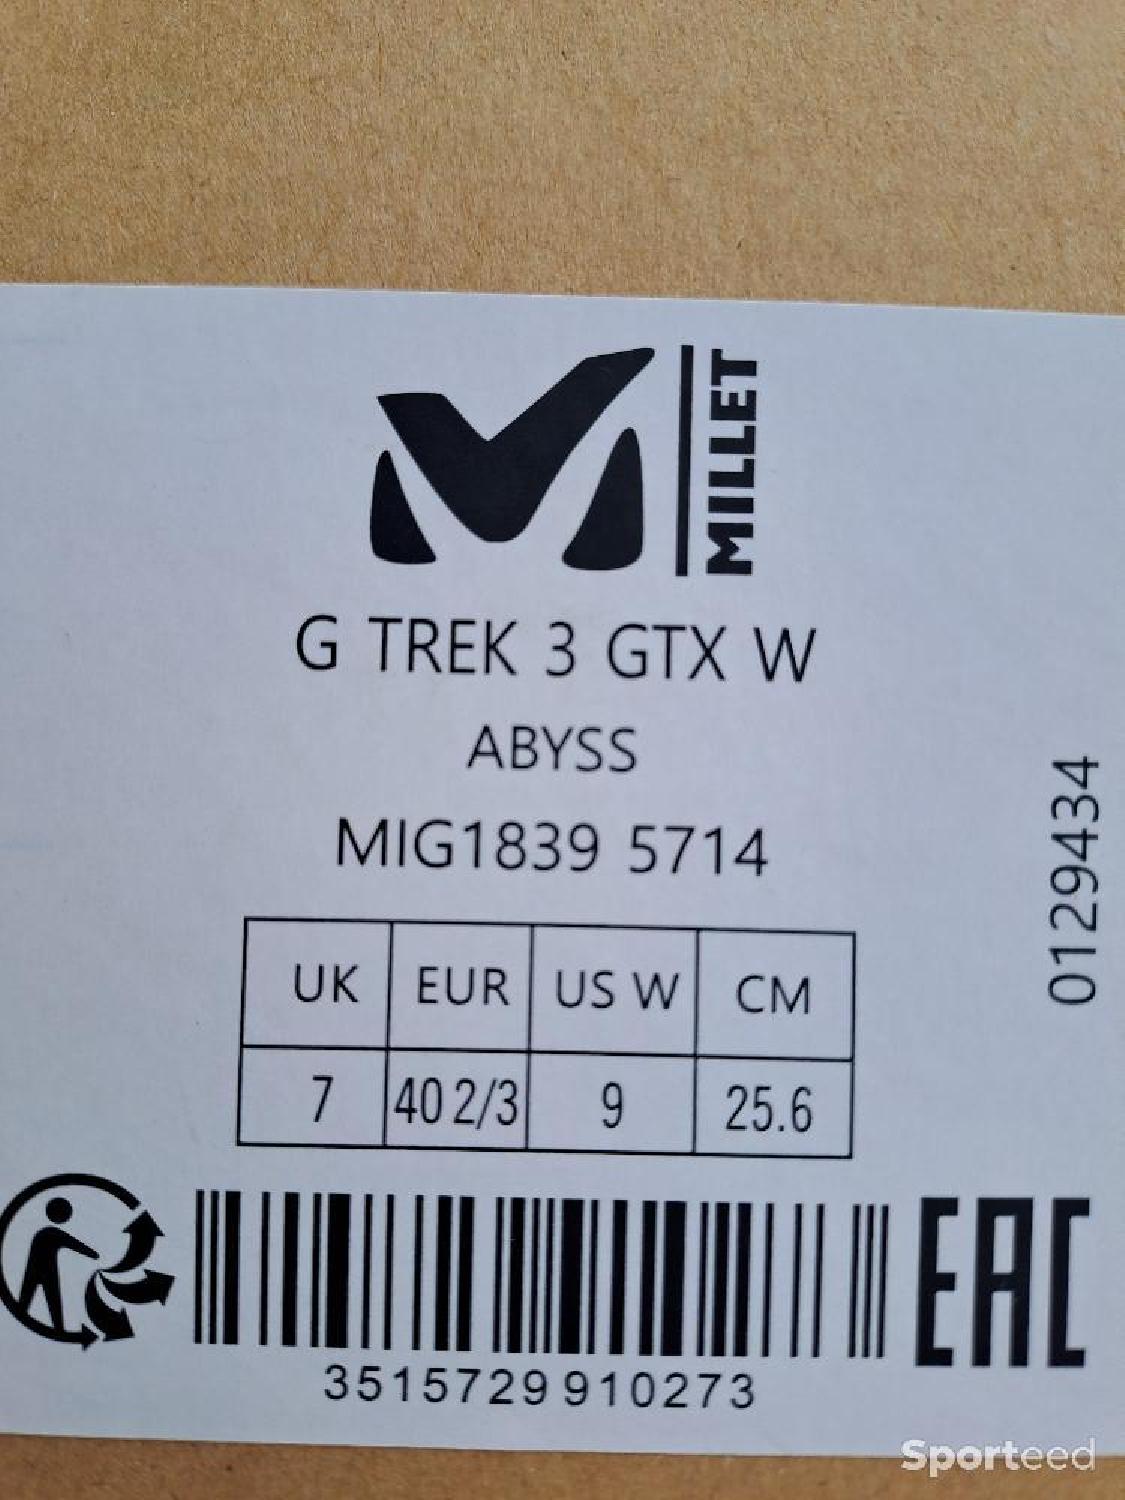 MILLET
G TREK 3 GTX W
ABYSS
MIG1839 5714
0129434
UK EUR US W CM
7 40 2/3 9 25.6
EAC
3515729910273
Sporteed